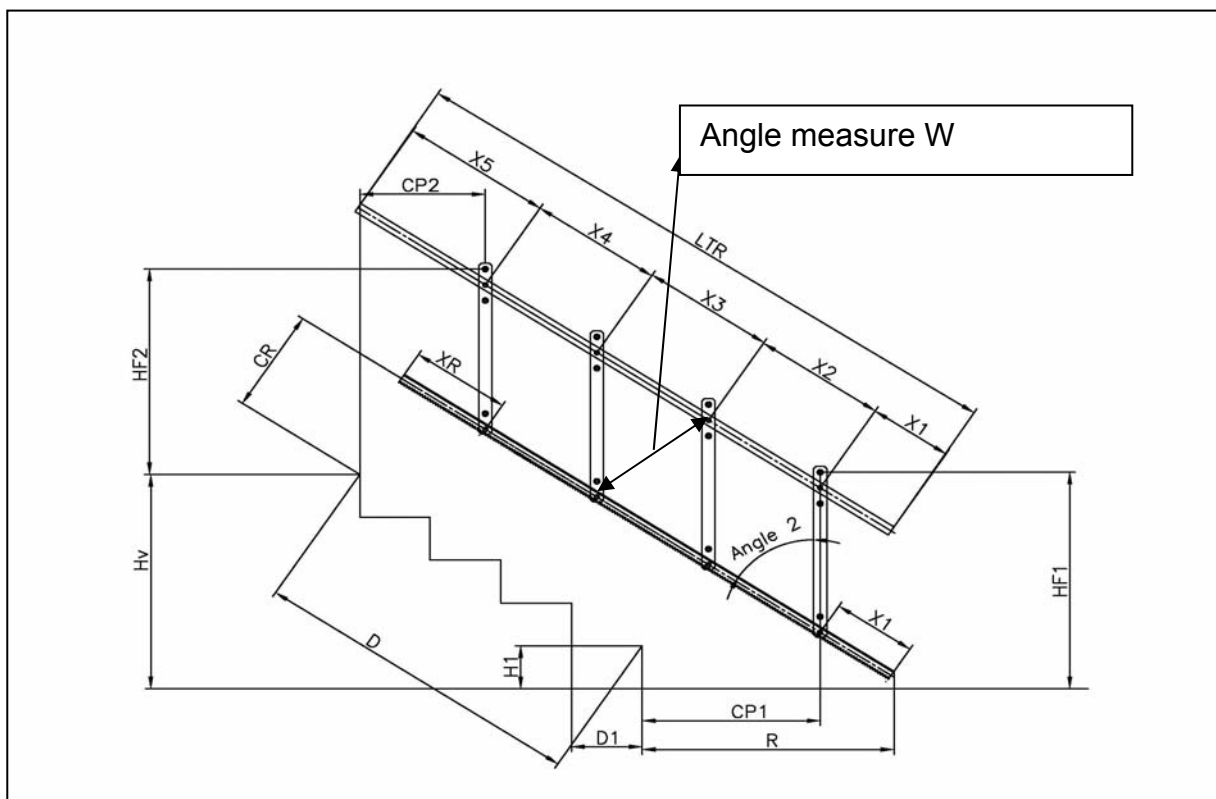 Angle measure W
LTR
X5
CP2
X4
X3
X2
X1
HF2
CR
XR
Angle 2
HF1
X1
Hv
D
H1
CP1
D1
R